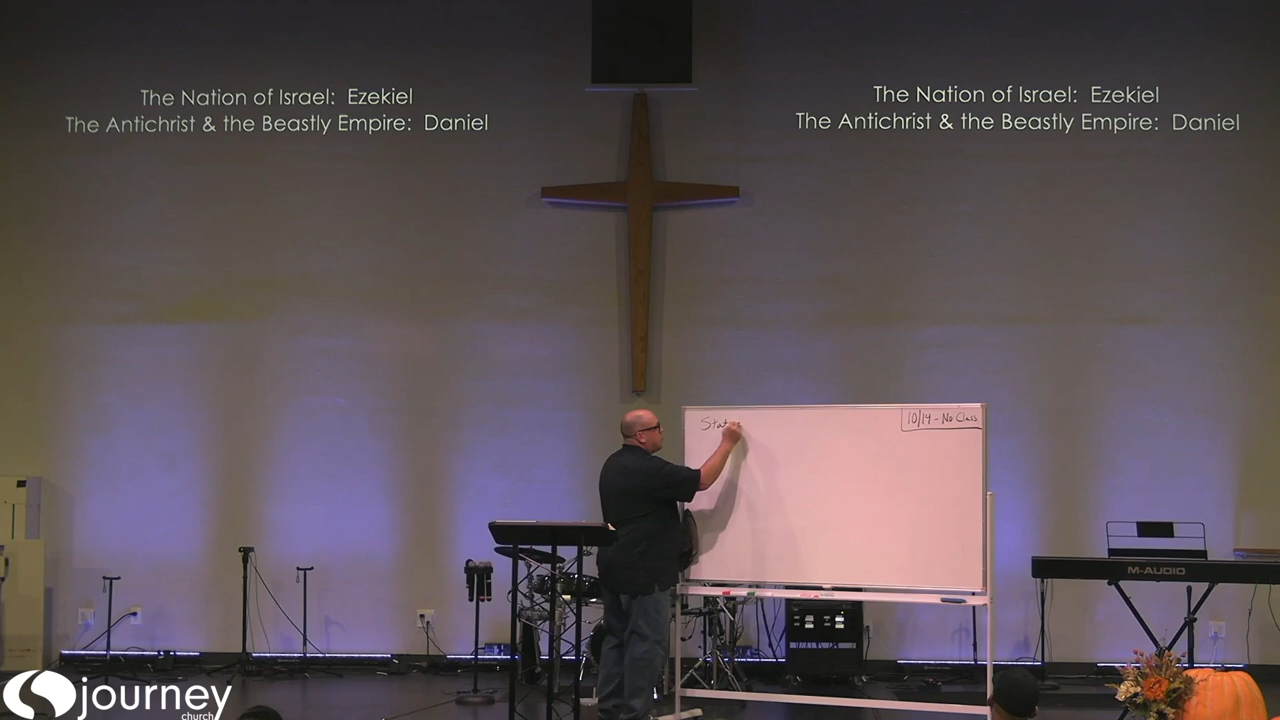 The Nation of Israel: Ezekiel
The Antichrist & the Beastly Empire: Daniel
The Nation of Israel: Ezekiel
The Antichrist & the Beastly Empire: Daniel
Stat
10/14 - No Class
M-AUDIO
journey
church